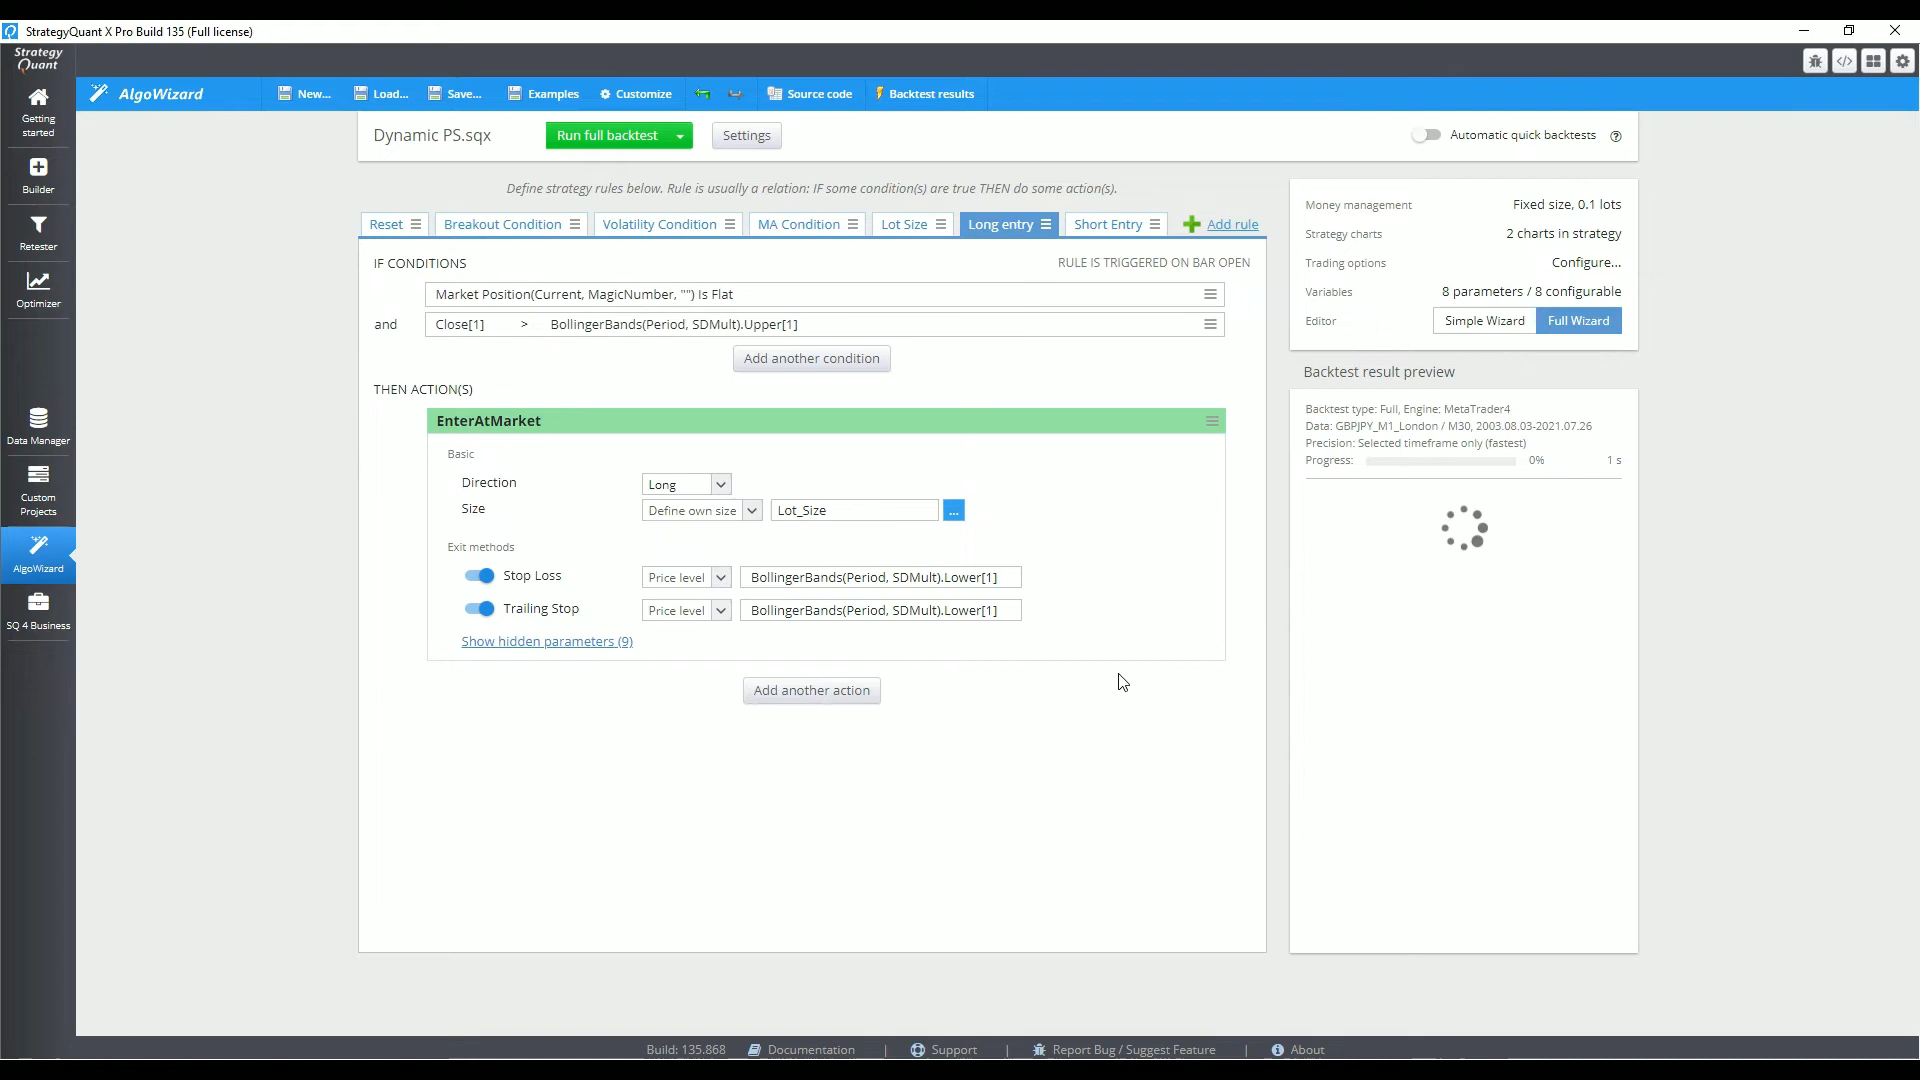 StrategyQuant X Pro Build 135 (Full license)
Strategy
Quant
Getting
started
Builder
Retester
Optimizer
Data Manager
Custom
Projects
AlgoWizard
SQ 4 Business
AlgoWizard
New...
Load...
Save...
Examples
Customize
Source code
Backtest results
Dynamic PS.sqx
Run full backtest
Settings
Automatic quick backtests
Define strategy rules below. Rule is usually a relation: IF some condition(s) are true THEN do some action(s).
Reset
Breakout Condition
Volatility Condition
MA Condition
Lot Size
Long entry
Short Entry
Add rule
IF CONDITIONS
RULE IS TRIGGERED ON BAR OPEN
Market Position(Current, MagicNumber, "") Is Flat
and
Close[1] > BollingerBands(Period, SDMult).Upper[1]
Add another condition
THEN ACTION(S)
EnterAtMarket
Basic
Direction Long
Size Define own size Lot_Size ...
Exit methods
Stop Loss Price level BollingerBands(Period, SDMult).Lower[1]
Trailing Stop Price level BollingerBands(Period, SDMult).Lower[1]
Show hidden parameters (9)
Add another action
Money management Fixed size, 0.1 lots
Strategy charts 2 charts in strategy
Trading options Configure...
Variables 8 parameters / 8 configurable
Editor Simple Wizard Full Wizard
Backtest result preview
Backtest type: Full, Engine: MetaTrader4
Data: GBPJPY_M1_London / M30, 2003.08.03-2021.07.26
Precision: Selected timeframe only (fastest)
Progress: 0% 1 s
Build: 135.868
Documentation
Support
Report Bug / Suggest Feature
About